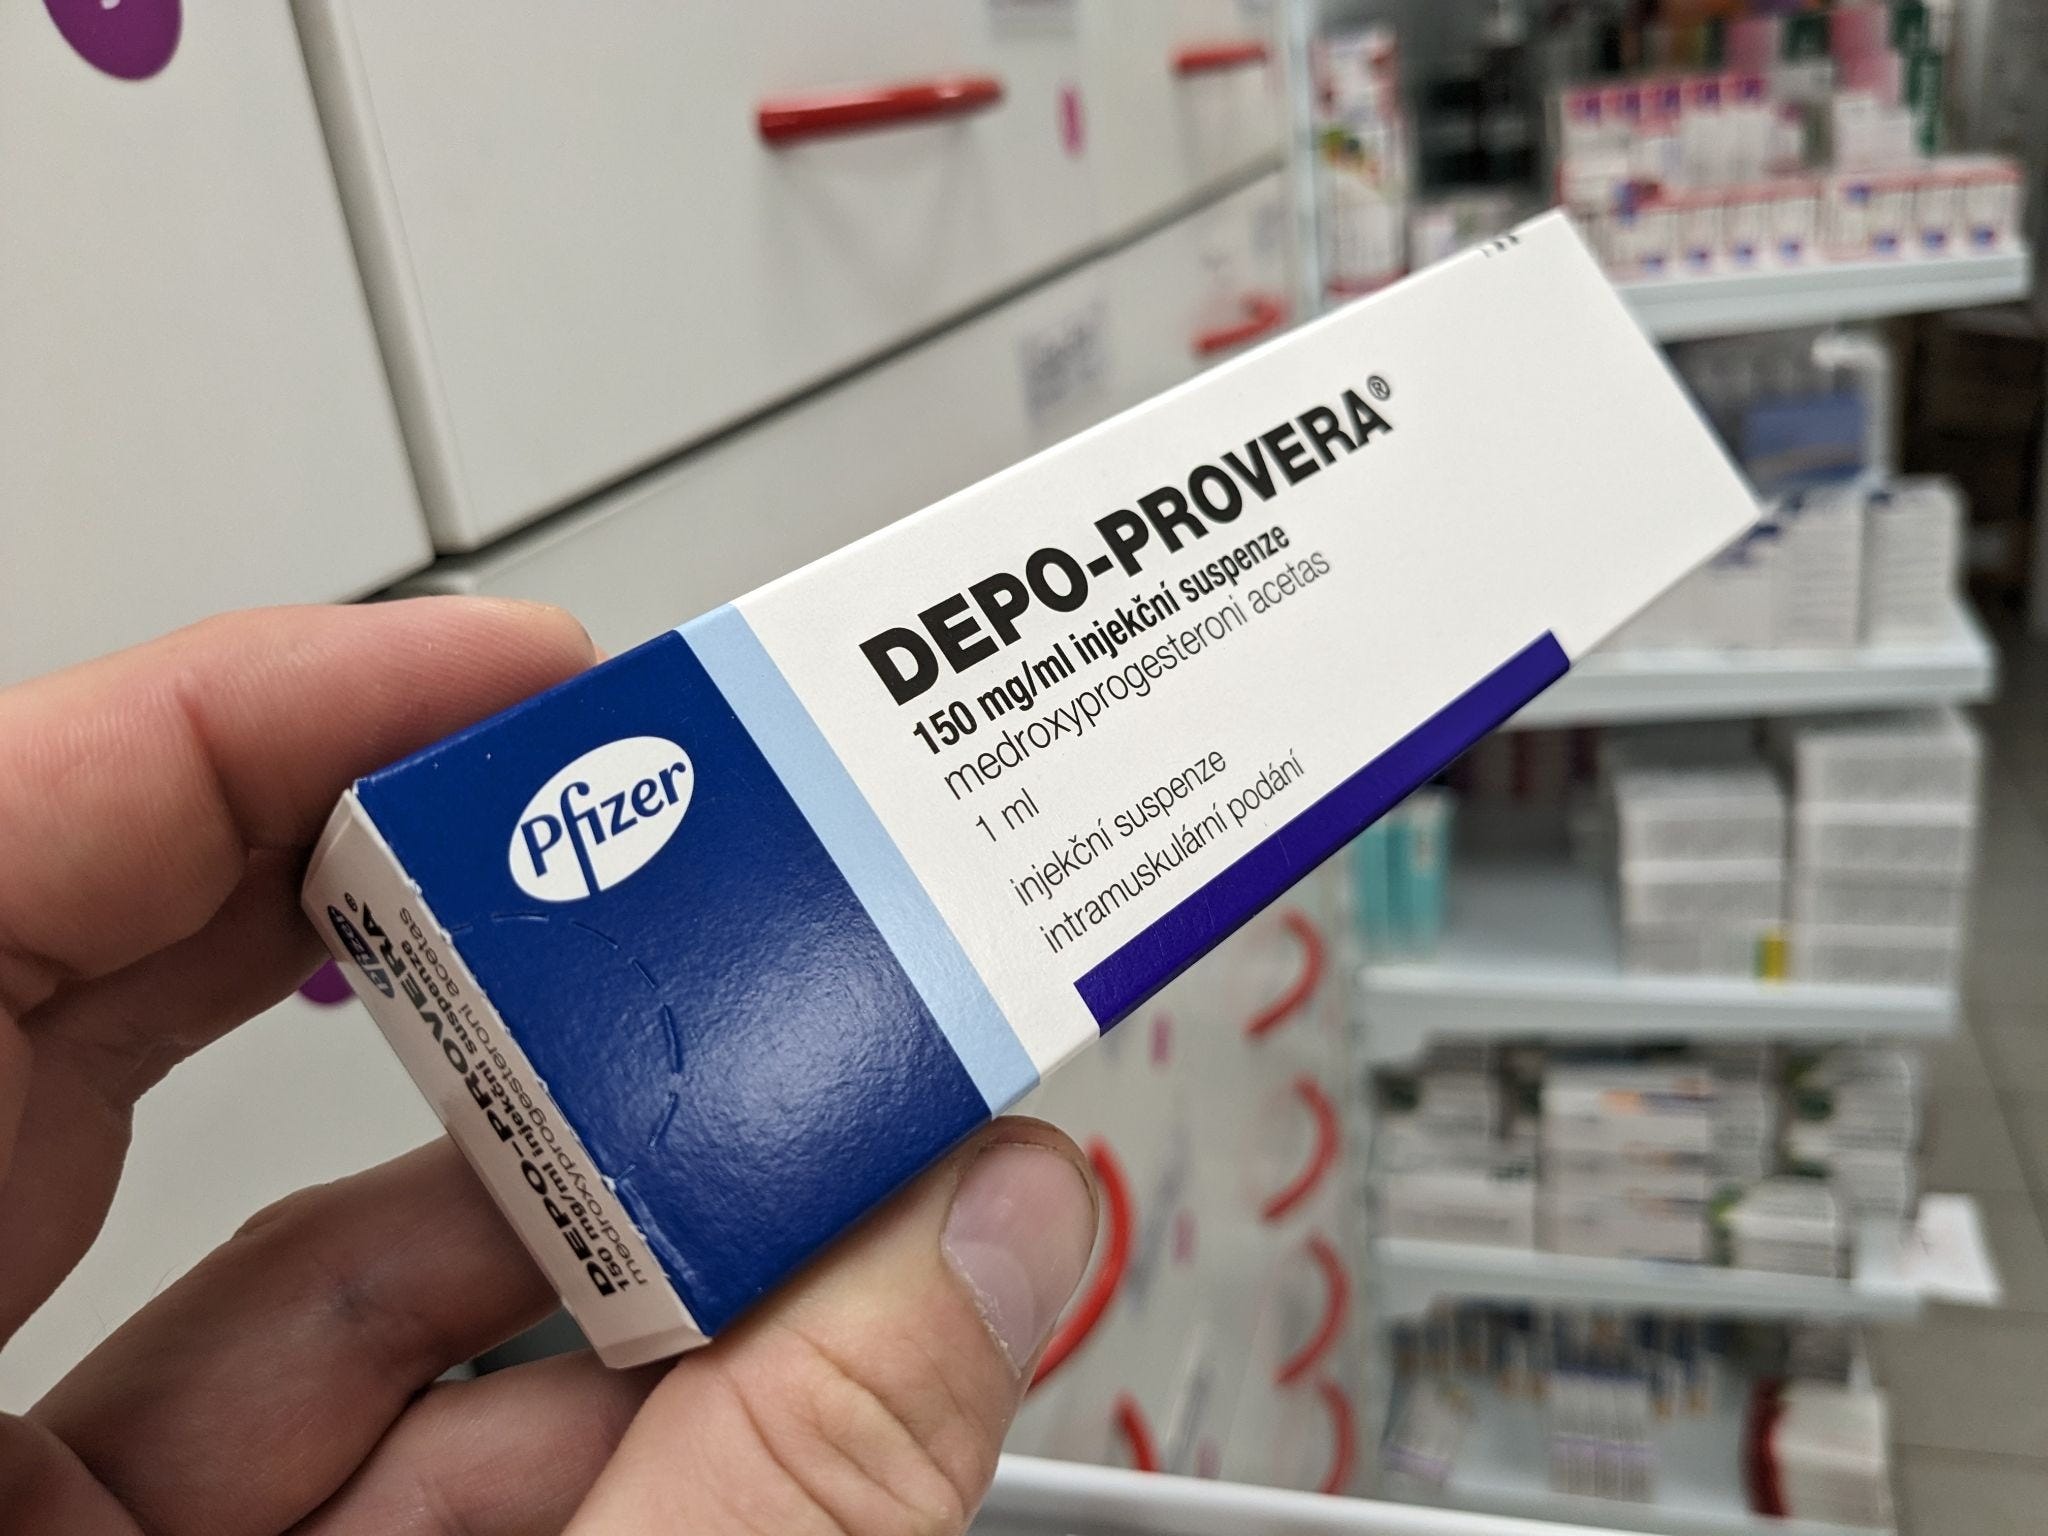 Pfizer
DEPO-PROVERA®
150 mg/ml injekční suspenze
medroxyprogesteroni acetas
1 ml
injekční suspenze
intramuskulární podání
DEPO-PROVERA®
150 mg/ml injekční suspenze
medroxyprogesteroni acetas
Pfizer